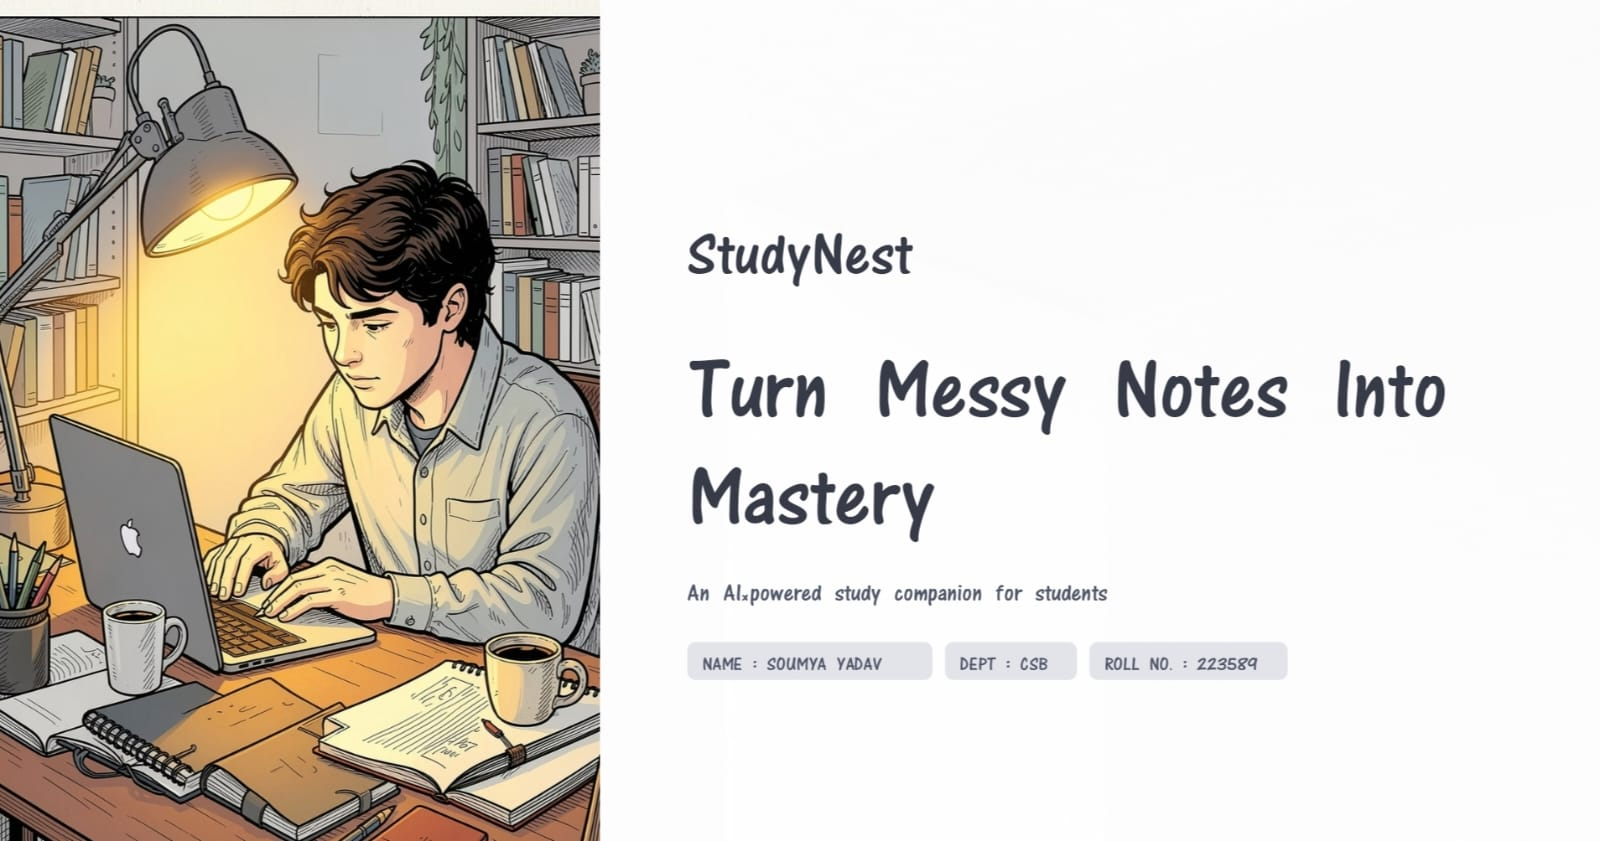 StudyNest
Turn Messy Notes Into
Mastery
An AI×powered study companion for students
NAME : SOUMYA YADAV
DEPT : CSB
ROLL NO. : 223589